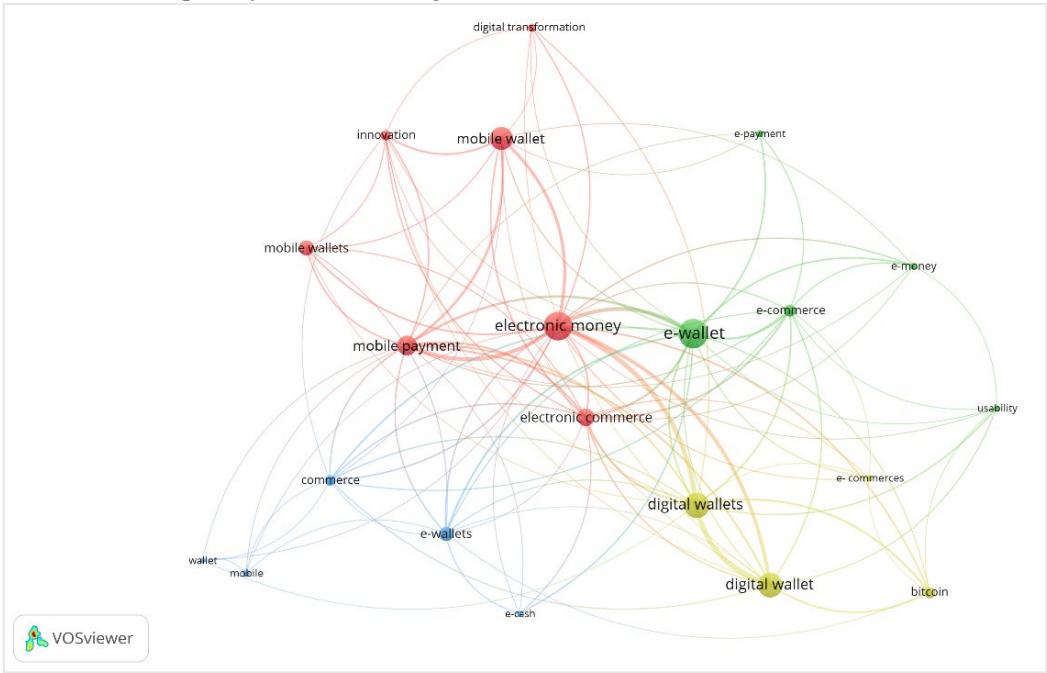 digital transformation
innovation
mobile wallet
e-payment
mobile wallets
e-money
e-commerce
electronic money
e-wallet
mobile payment
usability
electronic commerce
commerce
e- commerces
digital wallets
e-wallets
wallet
mobile
digital wallet
bitcoin
e-cash
VOSviewer